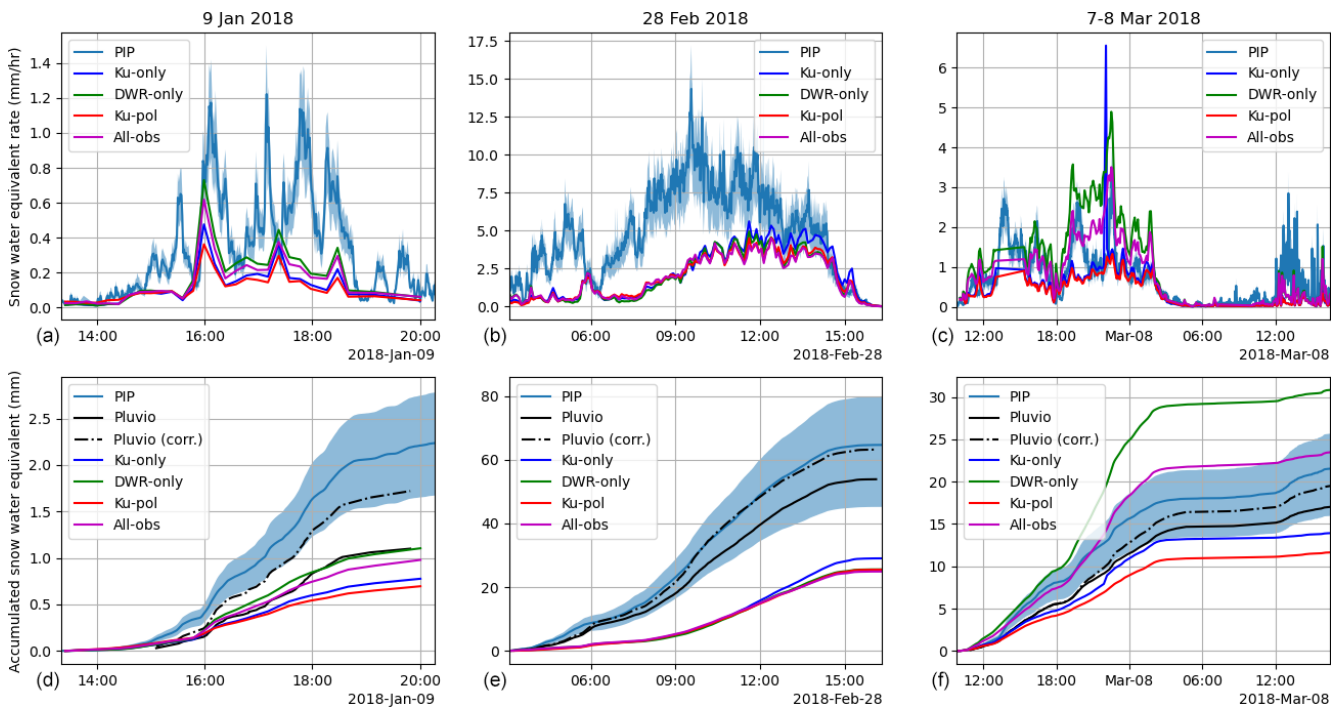 9 Jan 2018
28 Feb 2018
7-8 Mar 2018
Snow water equivalent rate (mm/hr)
1.4
1.2
1.0
0.8
0.6
0.4
0.2
0.0
PIP
Ku-only
DWR-only
Ku-pol
All-obs
(a)
14:00
16:00
18:00
20:00
2018-Jan-09
17.5
15.0
12.5
10.0
7.5
5.0
2.5
0.0
PIP
Ku-only
DWR-only
Ku-pol
All-obs
(b)
06:00
09:00
12:00
15:00
2018-Feb-28
6
5
4
3
2
1
0
PIP
Ku-only
DWR-only
Ku-pol
All-obs
(c)
12:00
18:00
Mar-08
06:00
12:00
2018-Mar-08
Accumulated snow water equivalent (mm)
2.5
2.0
1.5
1.0
0.5
0.0
PIP
Pluvio
Pluvio (corr.)
Ku-only
DWR-only
Ku-pol
All-obs
(d)
14:00
16:00
18:00
20:00
2018-Jan-09
80
60
40
20
0
PIP
Pluvio
Pluvio (corr.)
Ku-only
DWR-only
Ku-pol
All-obs
(e)
06:00
09:00
12:00
15:00
2018-Feb-28
30
25
20
15
10
5
0
PIP
Pluvio
Pluvio (corr.)
Ku-only
DWR-only
Ku-pol
All-obs
(f)
12:00
18:00
Mar-08
06:00
12:00
2018-Mar-08